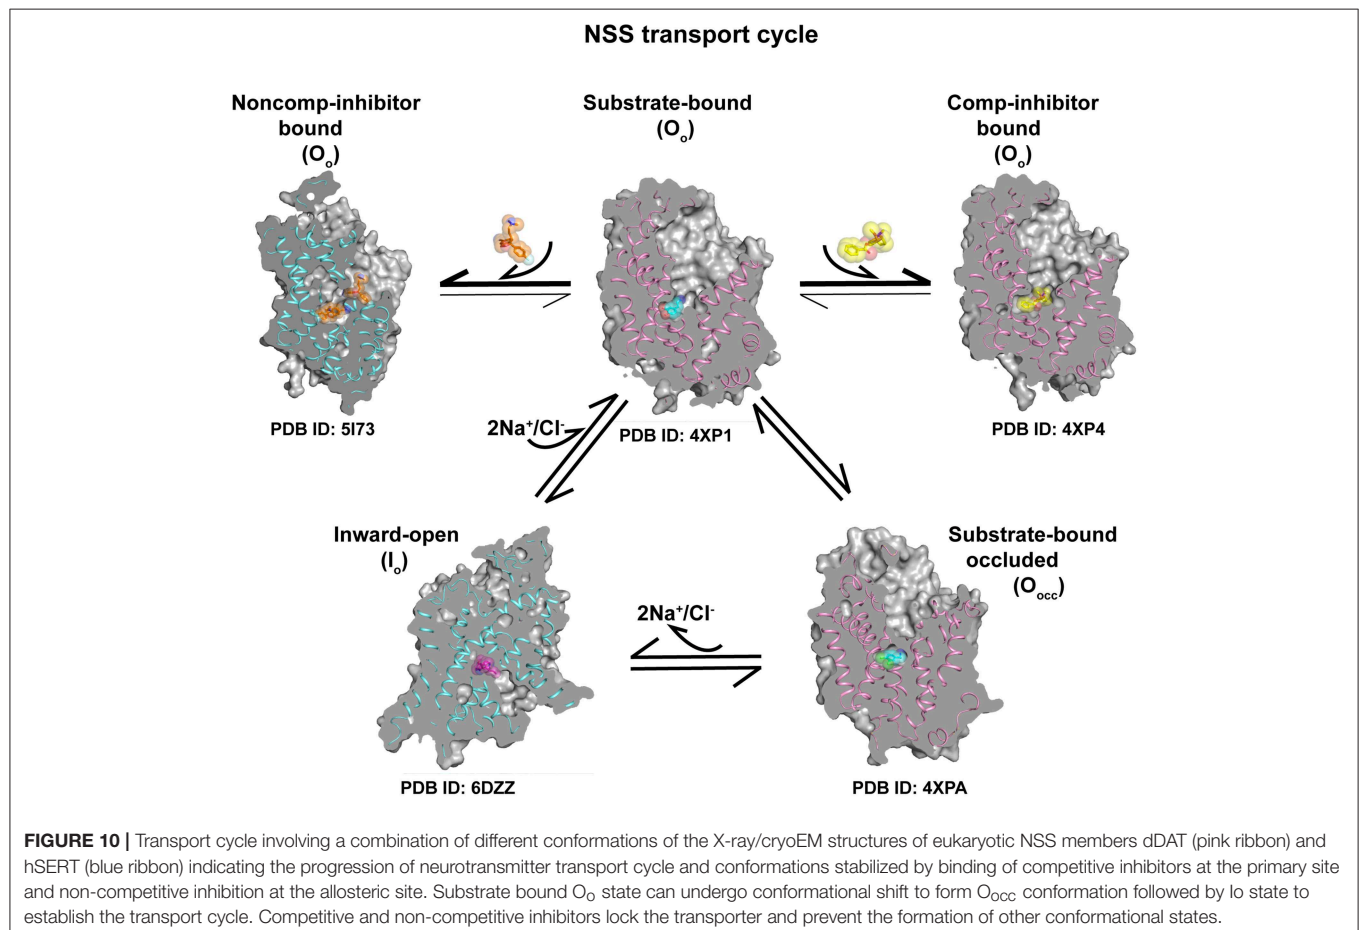 NSS transport cycle
Noncomp-inhibitor
bound
(Oo)
Substrate-bound
(Oo)
Comp-inhibitor
bound
(Oo)
PDB ID: 5I73
2Na+/Cl-
PDB ID: 4XP1
PDB ID: 4XP4
Inward-open
(Io)
Substrate-bound
occluded
(Oocc)
2Na+/Cl-
PDB ID: 6DZZ
PDB ID: 4XPA
FIGURE 10 | Transport cycle involving a combination of different conformations of the X-ray/cryoEM structures of eukaryotic NSS members dDAT (pink ribbon) and
hSERT (blue ribbon) indicating the progression of neurotransmitter transport cycle and conformations stabilized by binding of competitive inhibitors at the primary site
and non-competitive inhibition at the allosteric site. Substrate bound Oo state can undergo conformational shift to form Oocc conformation followed by Io state to
establish the transport cycle. Competitive and non-competitive inhibitors lock the transporter and prevent the formation of other conformational states.